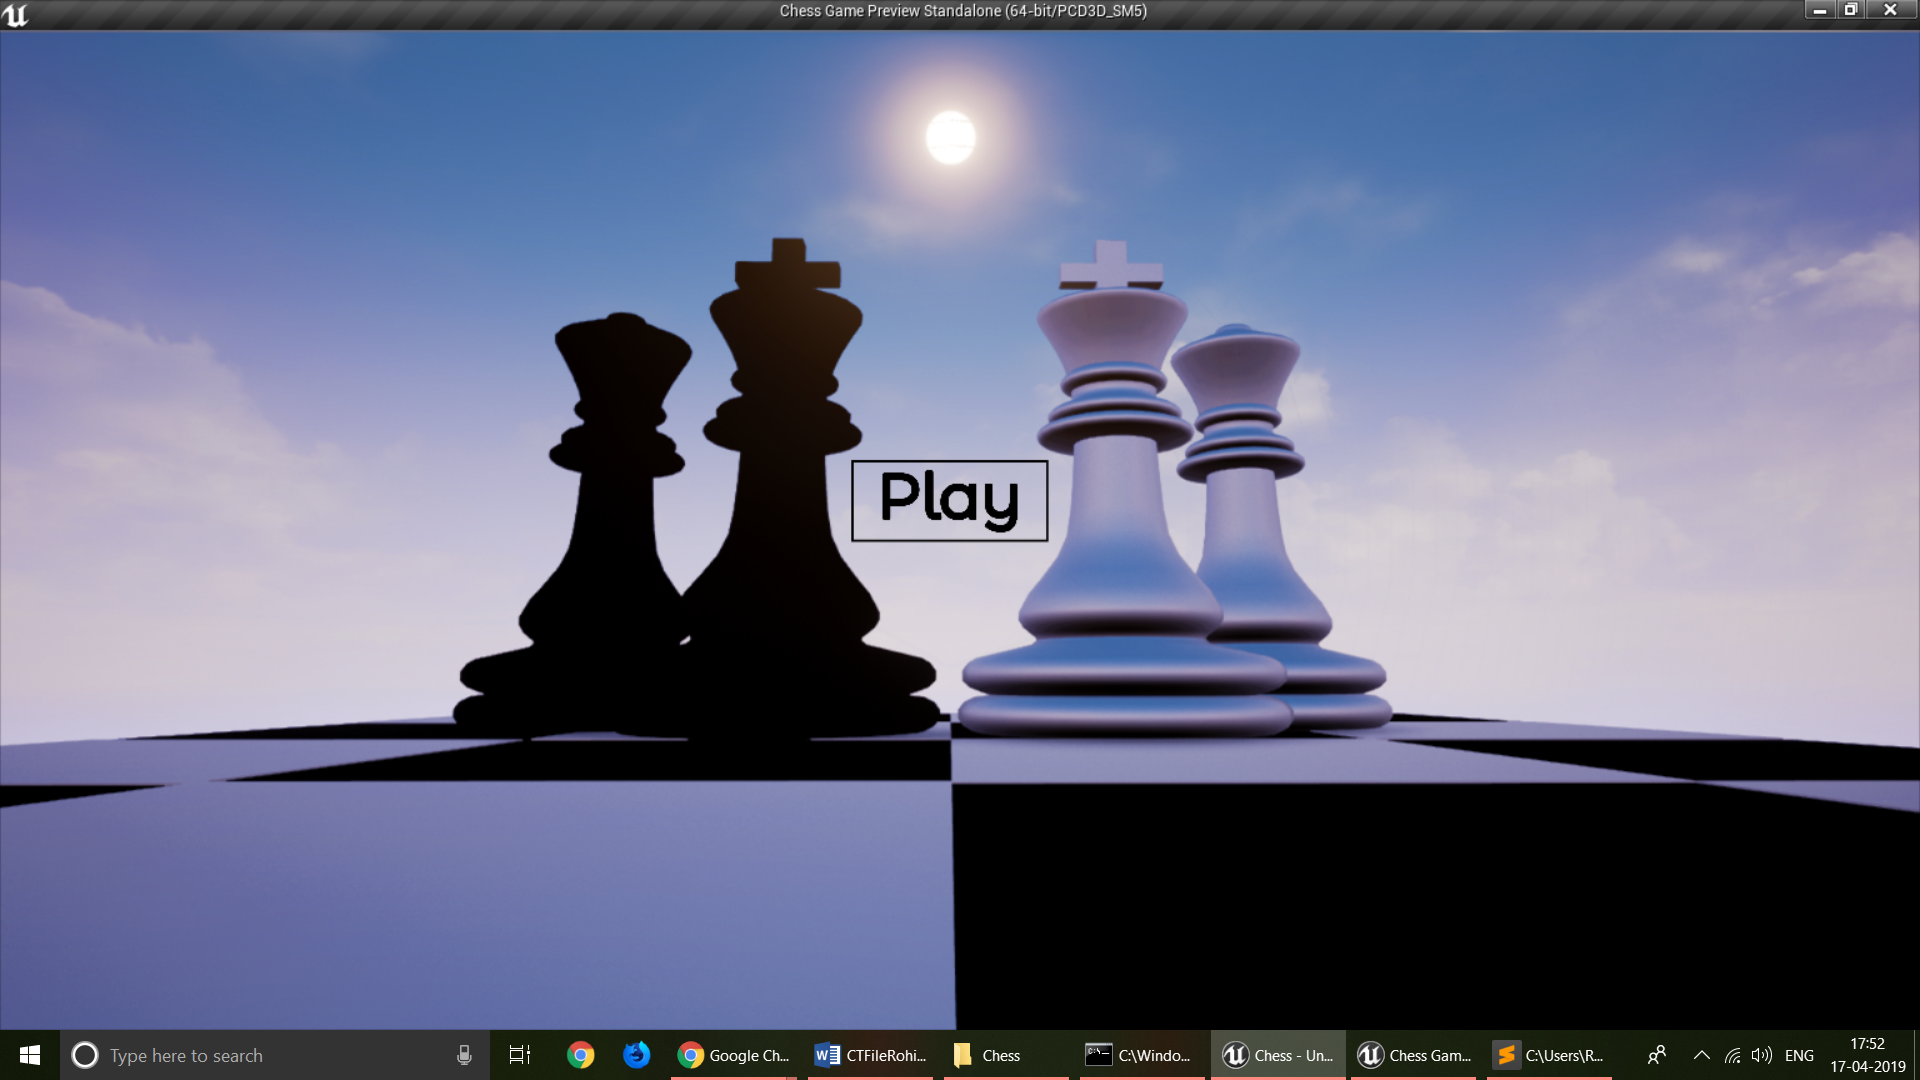 Chess Game Preview Standalone (64-bit/PCD3D_SM5)
Play
Type here to search
Google Ch...
CTFileRohi...
Chess
C:\Windo...
Chess - Un...
Chess Gam...
C:\Users\R...
ENG
17:52
17-04-2019